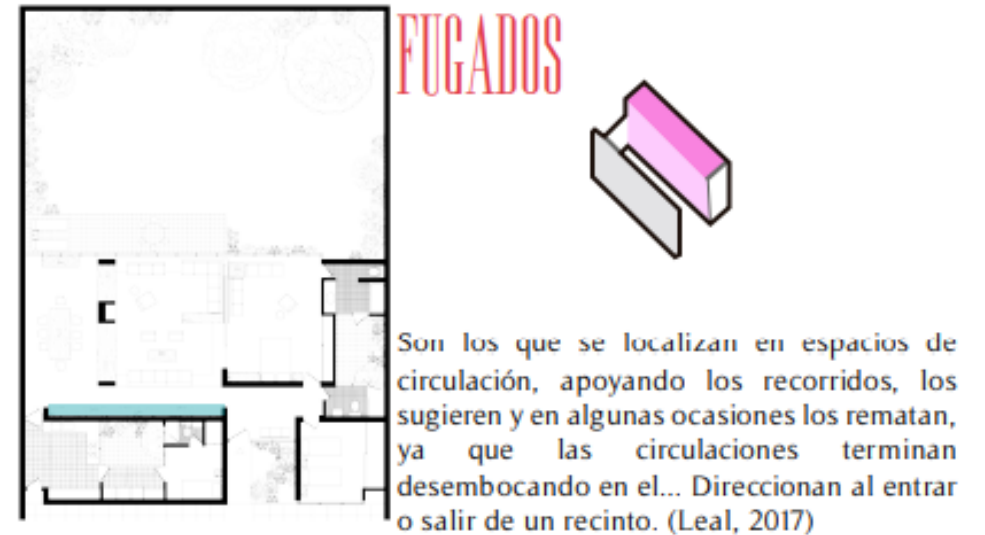 FUGADOS
Son los que se localizan en espacios de
circulación, apoyando los recorridos, los
sugieren y en algunas ocasiones los rematan,
ya que las circulaciones terminan
desembocando en el... Direccionan al entrar
o salir de un recinto. (Leal, 2017)